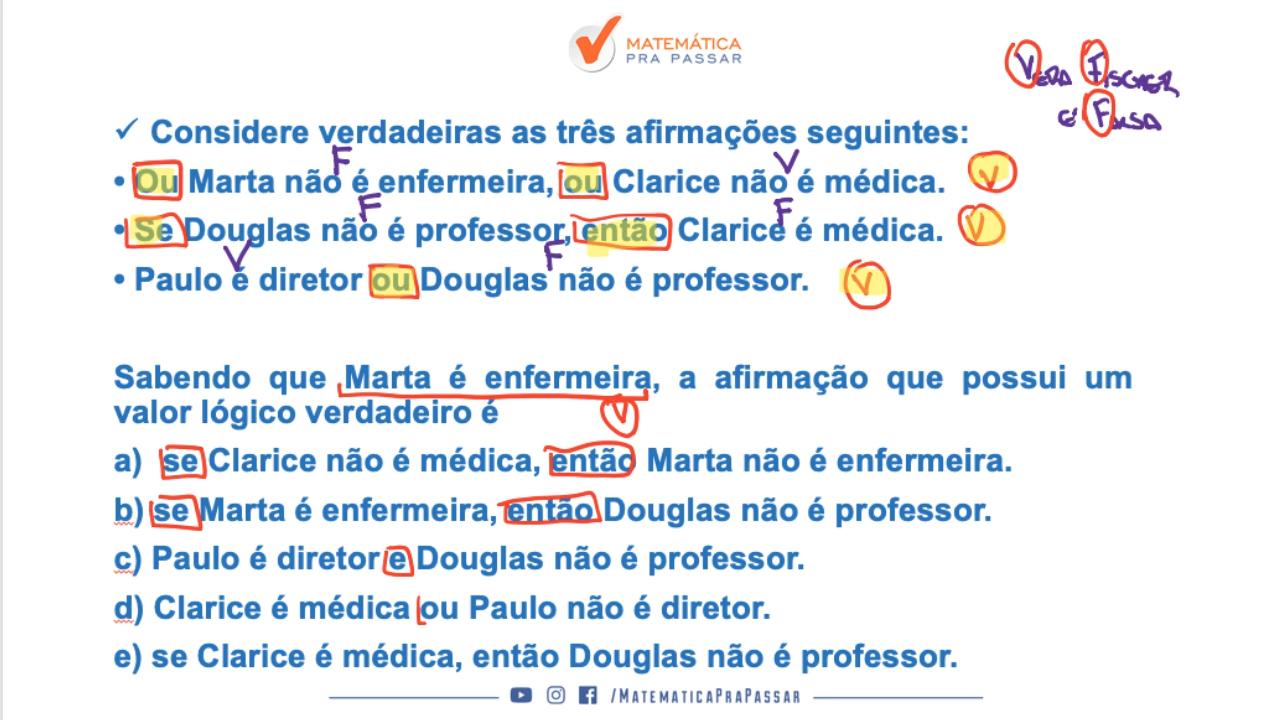 MATEMÁTICA
PRA PASSAR
VERA FISCHER
É FALSA
✓ Considere verdadeiras as três afirmações seguintes:
F V
• Ou Marta não é enfermeira, ou Clarice não é médica. V
F F
• Se Douglas não é professor, então Clarice é médica. V
V F
• Paulo é diretor ou Douglas não é professor. V
Sabendo que Marta é enfermeira, a afirmação que possui um
valor lógico verdadeiro é V
a) se Clarice não é médica, então Marta não é enfermeira.
b) se Marta é enfermeira, então Douglas não é professor.
c) Paulo é diretor e Douglas não é professor.
d) Clarice é médica ou Paulo não é diretor.
e) se Clarice é médica, então Douglas não é professor.
/MATEMATICAPRAPASSAR